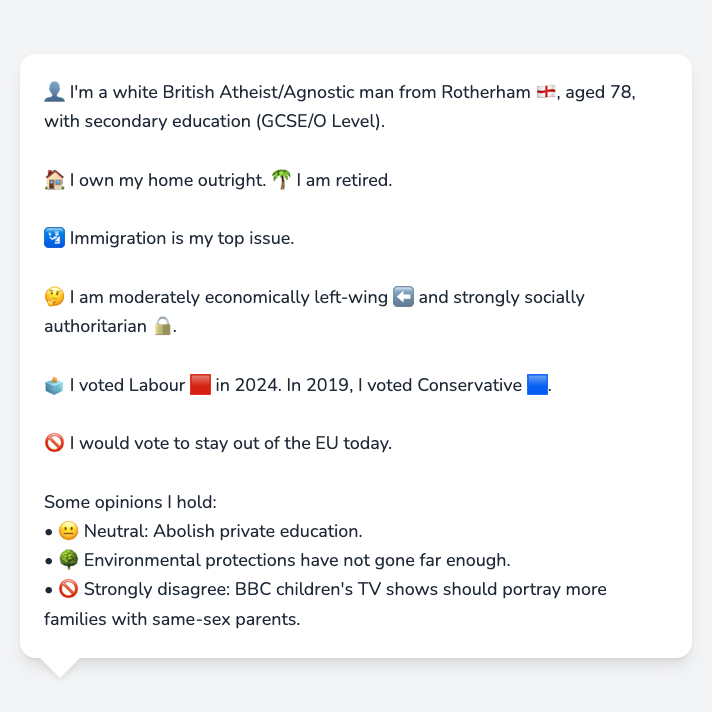 👤 I'm a white British Atheist/Agnostic man from Rotherham 🏴󠁧󠁢󠁥󠁮󠁧󠁿, aged 78,
with secondary education (GCSE/O Level).
🏠 I own my home outright. 🌴 I am retired.
🛂 Immigration is my top issue.
🤔 I am moderately economically left-wing ⬅️ and strongly socially
authoritarian 🔒.
🗳️ I voted Labour 🟥 in 2024. In 2019, I voted Conservative 🟦.
🚫 I would vote to stay out of the EU today.
Some opinions I hold:
• 😐 Neutral: Abolish private education.
• 🌳 Environmental protections have not gone far enough.
• 🚫 Strongly disagree: BBC children's TV shows should portray more
families with same-sex parents.